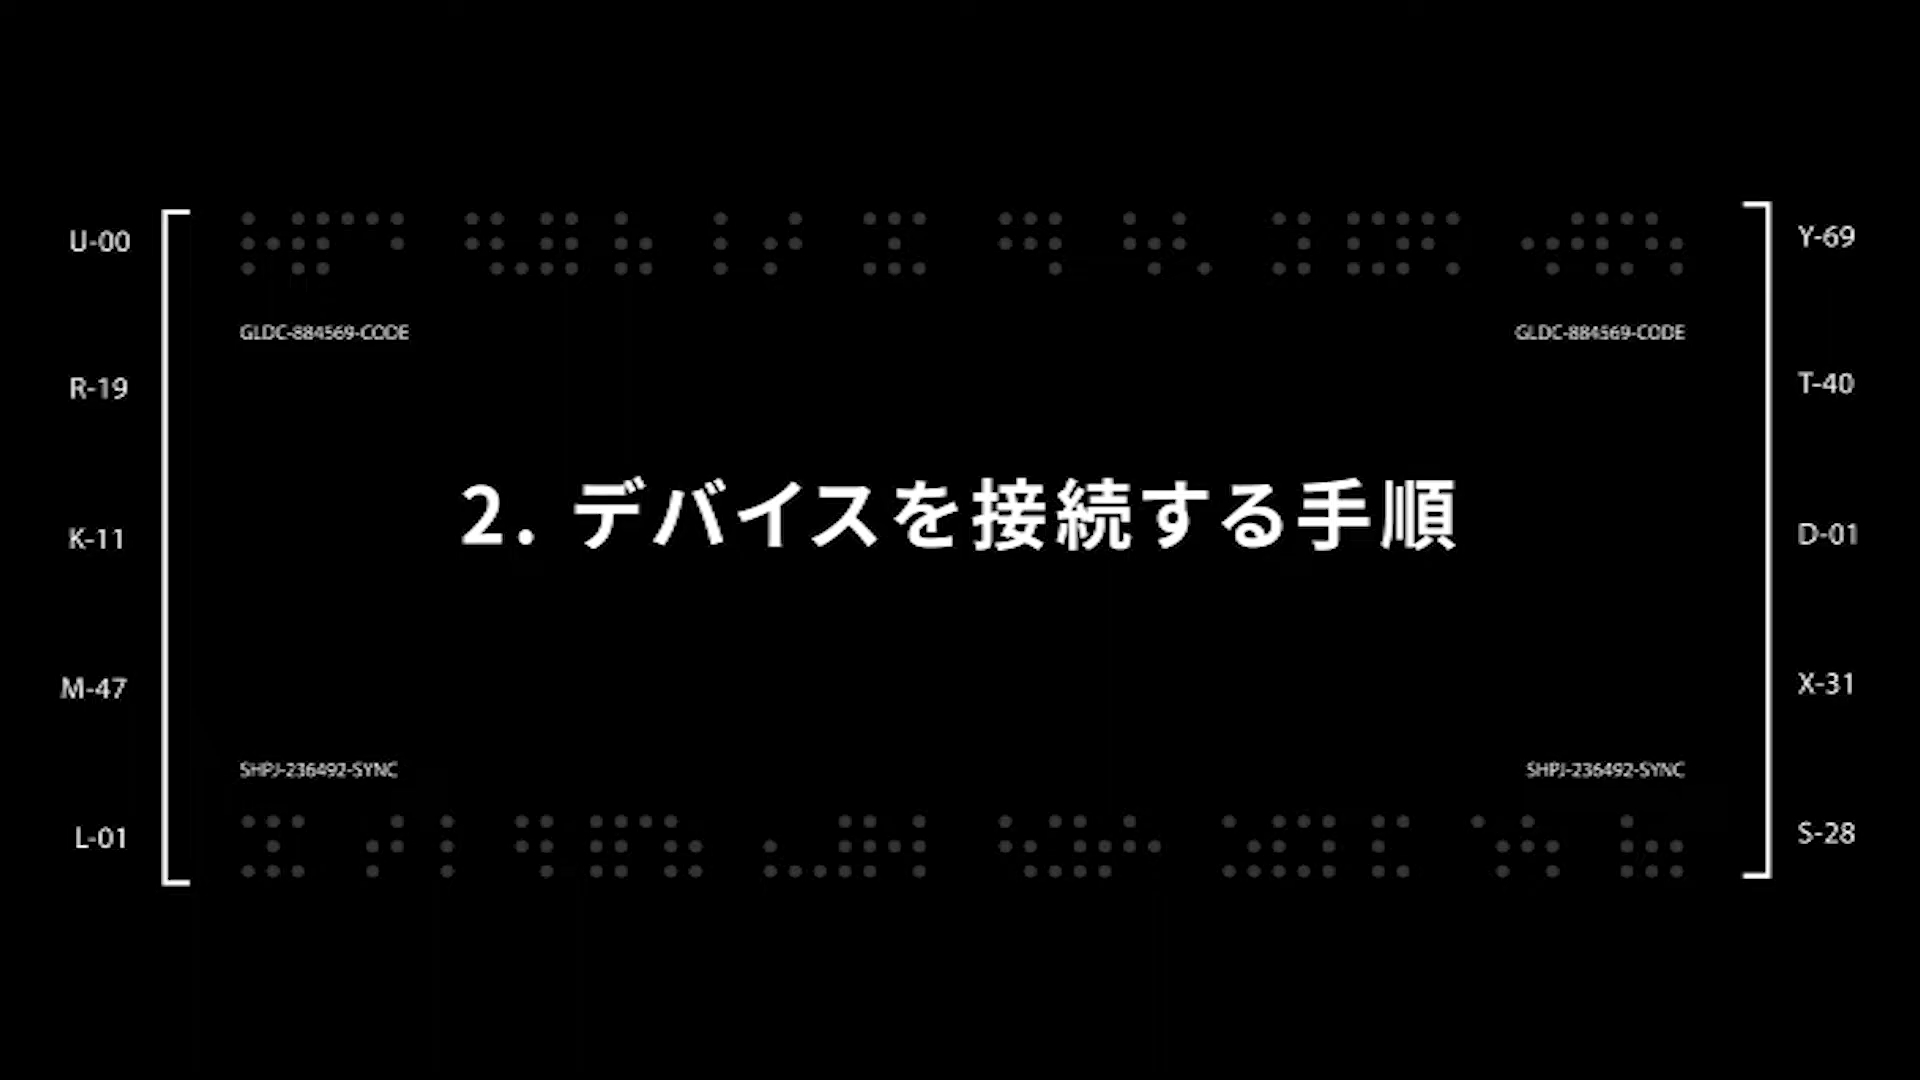 U-00
Y-69
GLDC-884569-CODE
GLDC-884569-CODE
R-19
T-40
2. デバイスを接続する手順
K-11
D-01
M-47
X-31
SHPJ-236492-SYNC
SHPJ-236492-SYNC
L-01
S-28